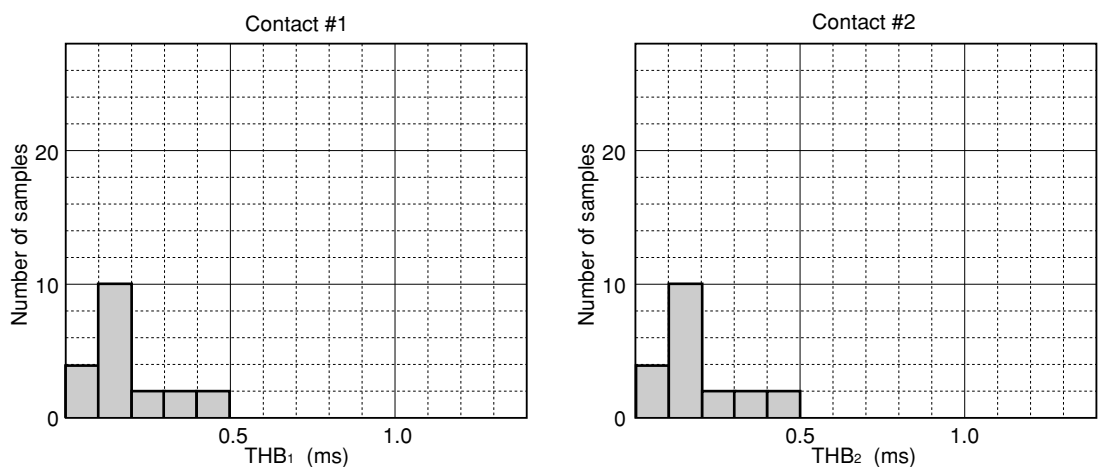 Contact #1
Number of samples
20
10
0
0.5
1.0
THB1 (ms)
Contact #2
Number of samples
20
10
0
0.5
1.0
THB2 (ms)